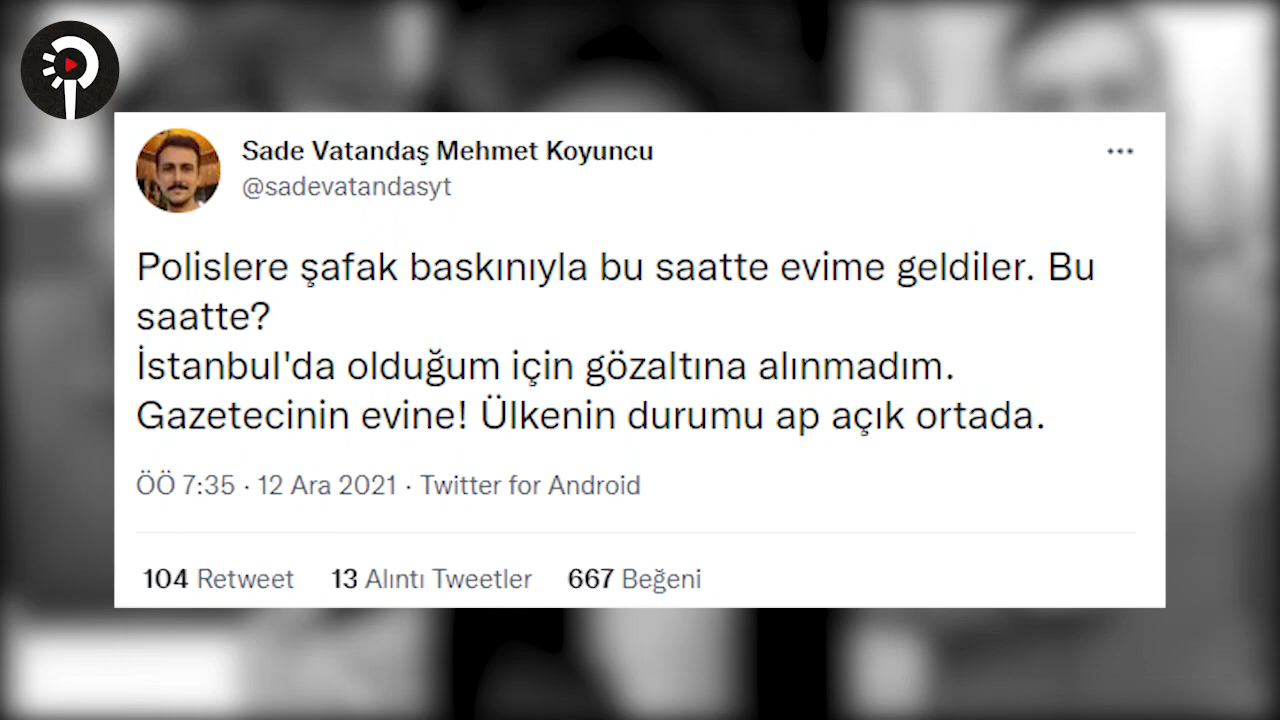 Sade Vatandaş Mehmet Koyuncu
@sadevatandasyt
Polislere şafak baskınıyla bu saatte evime geldiler. Bu
saatte?
İstanbul'da olduğum için gözaltına alınmadım.
Gazetecinin evine! Ülkenin durumu ap açık ortada.
ÖÖ 7:35 · 12 Ara 2021 · Twitter for Android
104 Retweet 13 Alıntı Tweetler 667 Beğeni